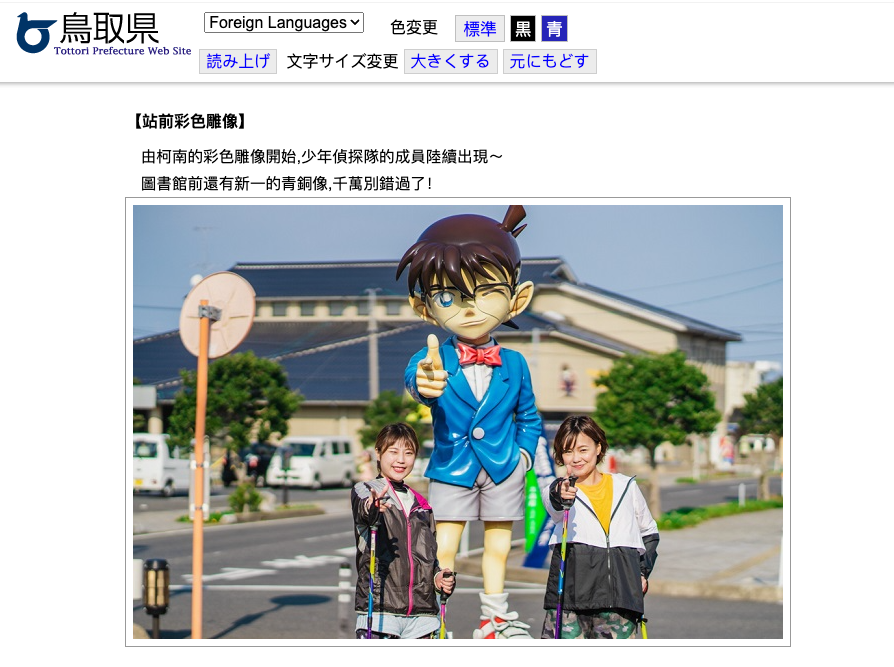 鳥取県
Tottori Prefecture Web Site
Foreign Languages
色変更
標準
黒
青
読み上げ
文字サイズ変更
大きくする
元にもどす
【站前彩色雕像】
由柯南的彩色雕像開始,少年偵探隊的成員陸續出現～
圖書館前還有新一的青銅像,千萬別錯過了!